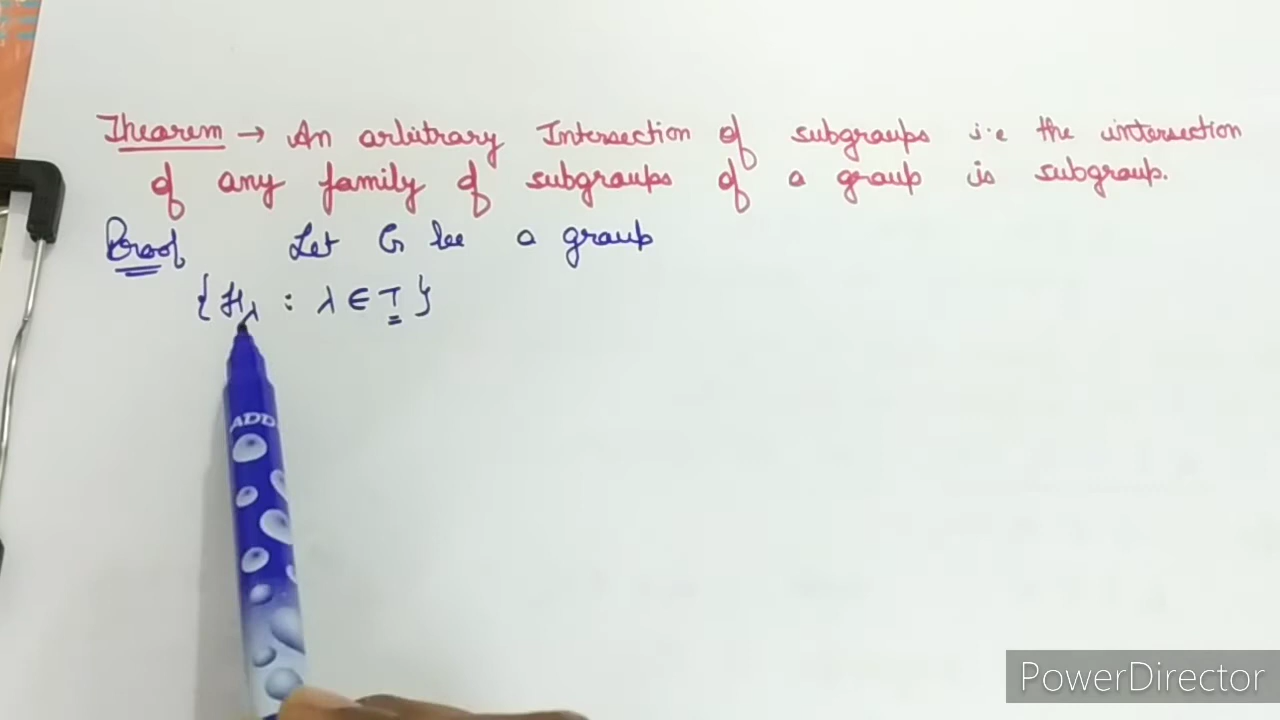 Theorem → An arbitrary Intersection of subgroups i.e the intersection
of any family of subgroups of a group is subgroup.
Proof Let G be a group
{H_λ : λ ∈ T}
ADD
PowerDirector